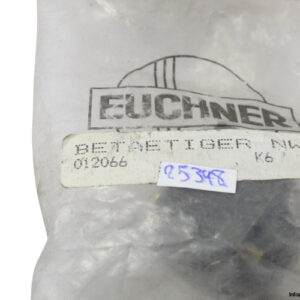 EUCHNER
BETAETIGER NW
012066 K6
25348